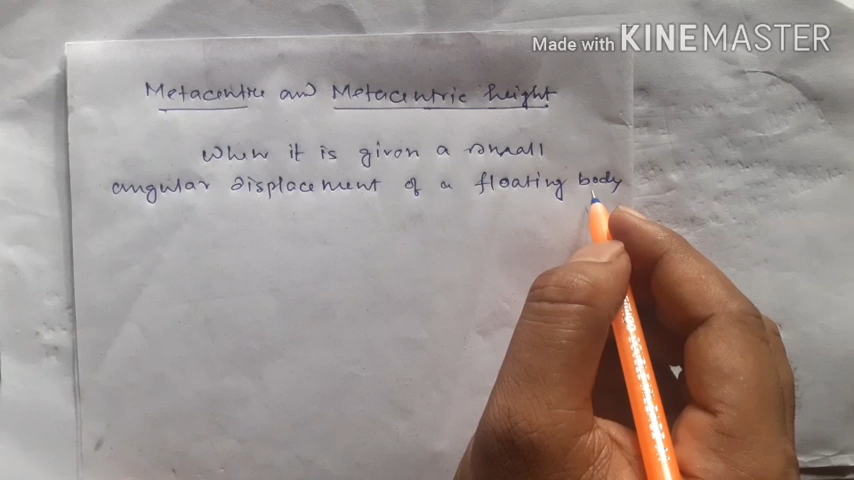 Made with KINEMASTER
Metacentre and Metacentric height
When it is given a small
angular displacement of a floating body